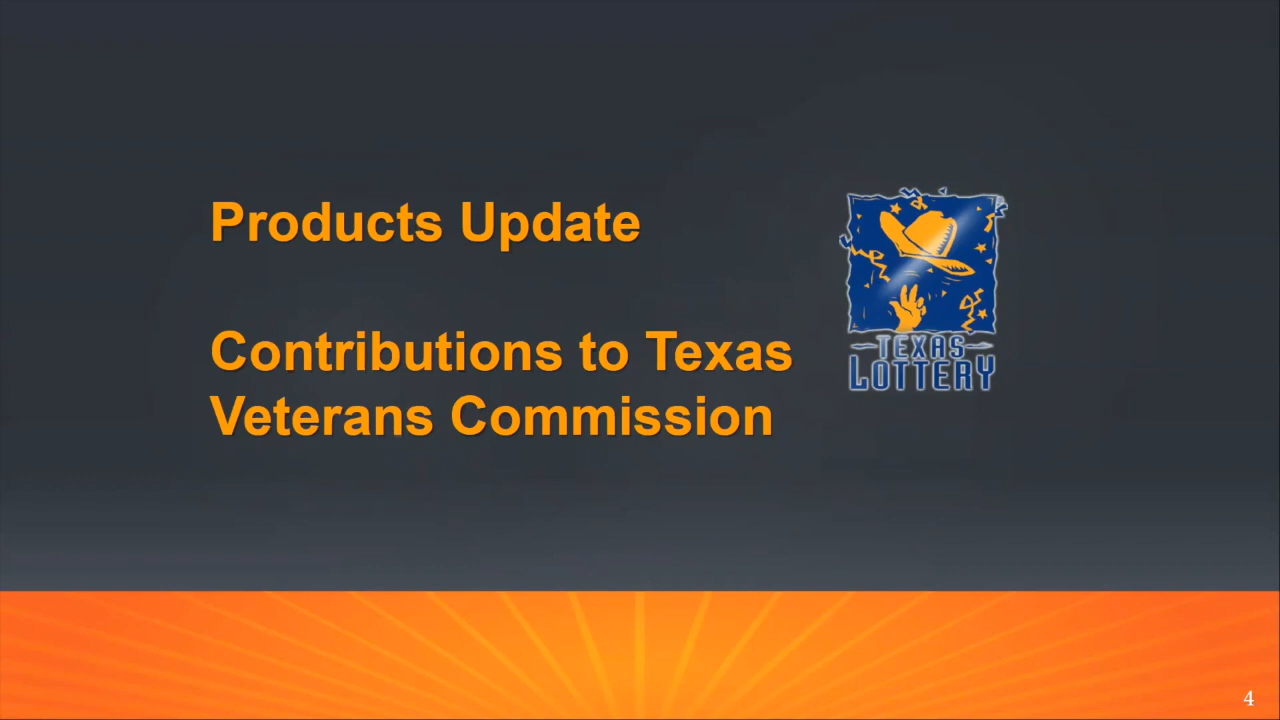 Products Update
Contributions to Texas
Veterans Commission
TEXAS
LOTTERY
4